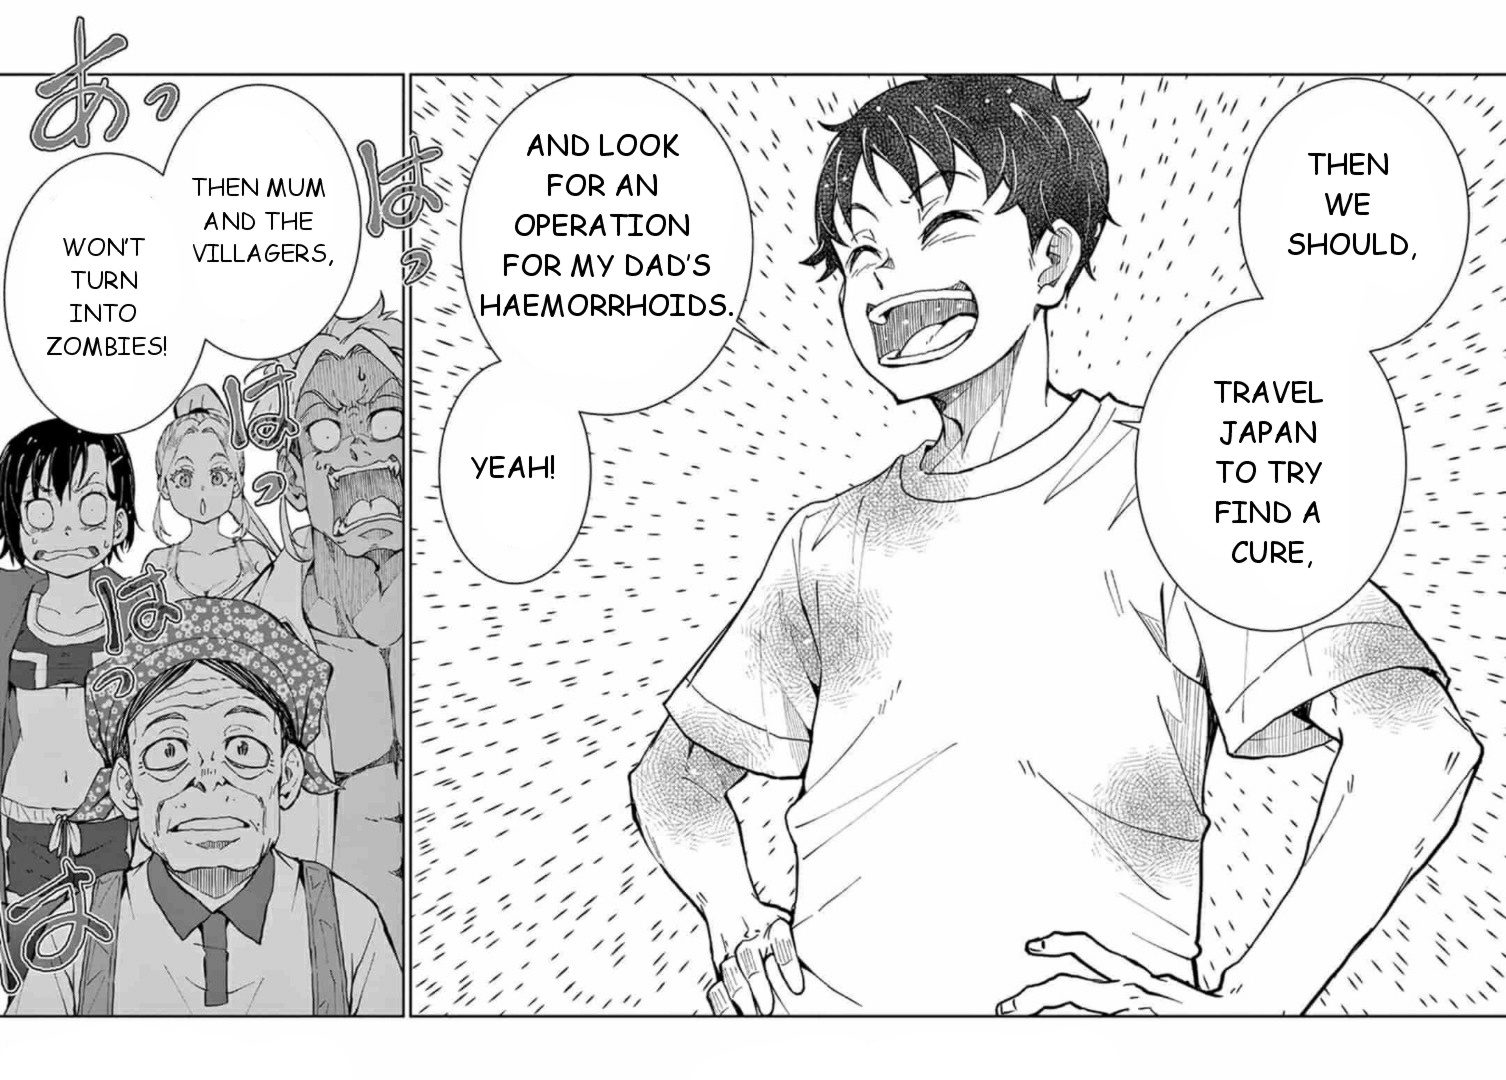 THEN
WE
SHOULD,
TRAVEL
JAPAN
TO TRY
FIND A
CURE,
AND LOOK
FOR AN
OPERATION
FOR MY DAD'S
HAEMORRHOIDS.
YEAH!
THEN MUM
AND THE
VILLAGERS,
WON'T
TURN
INTO
ZOMBIES!
あっ
はっ
はっ
はっ
は